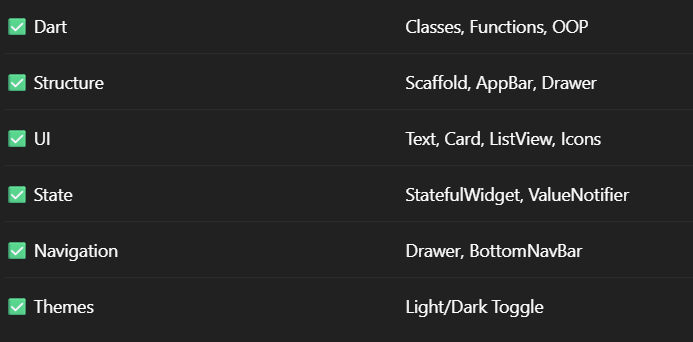 ✅ Dart Classes, Functions, OOP
✅ Structure Scaffold, AppBar, Drawer
✅ UI Text, Card, ListView, Icons
✅ State StatefulWidget, ValueNotifier
✅ Navigation Drawer, BottomNavBar
✅ Themes Light/Dark Toggle